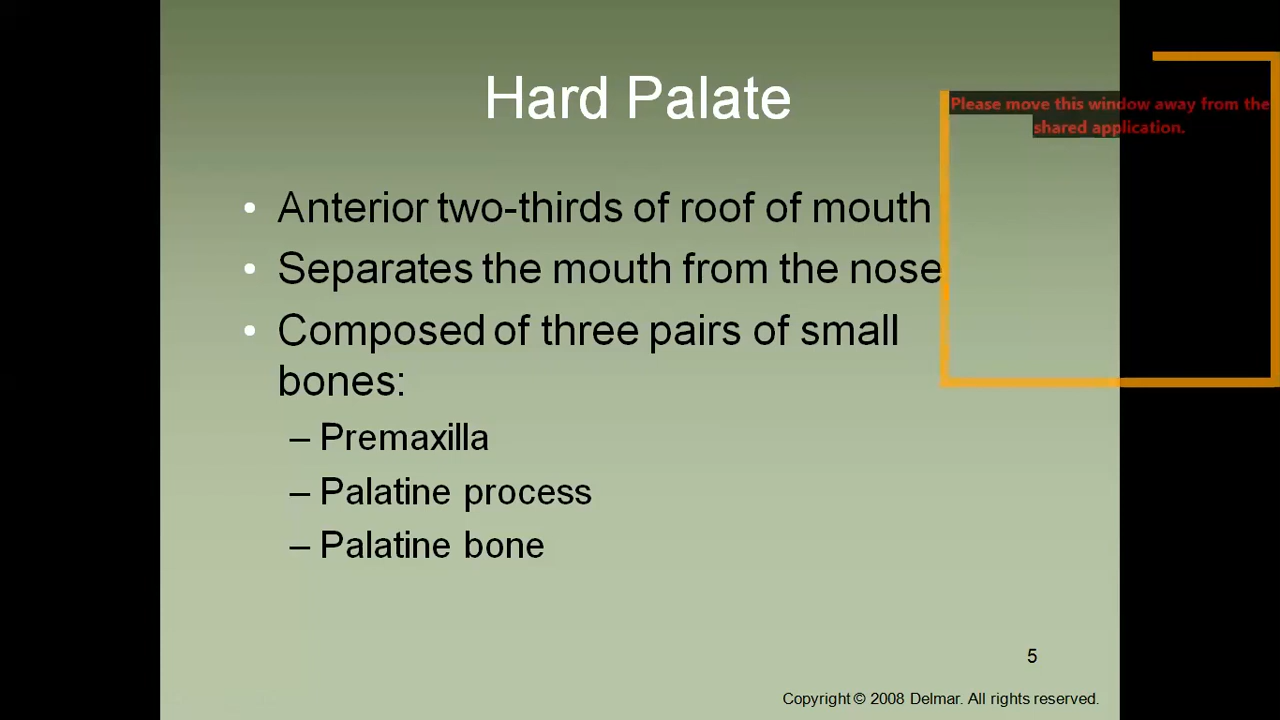 Hard Palate
Please move this window away from the
shared application.
• Anterior two-thirds of roof of mouth
• Separates the mouth from the nose
• Composed of three pairs of small
bones:
– Premaxilla
– Palatine process
– Palatine bone
5
Copyright © 2008 Delmar. All rights reserved.